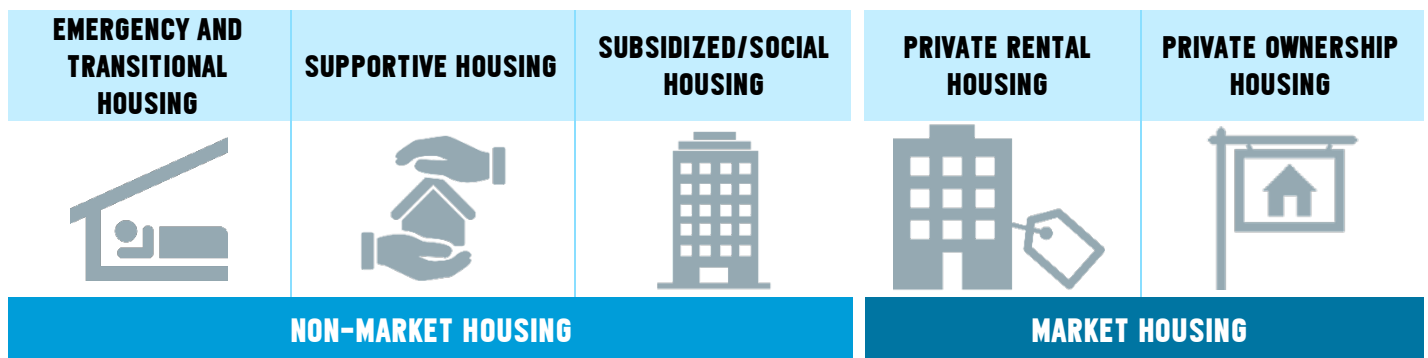 EMERGENCY AND
TRANSITIONAL
HOUSING
SUPPORTIVE HOUSING
SUBSIDIZED/SOCIAL
HOUSING
PRIVATE RENTAL
HOUSING
PRIVATE OWNERSHIP
HOUSING
NON-MARKET HOUSING
MARKET HOUSING